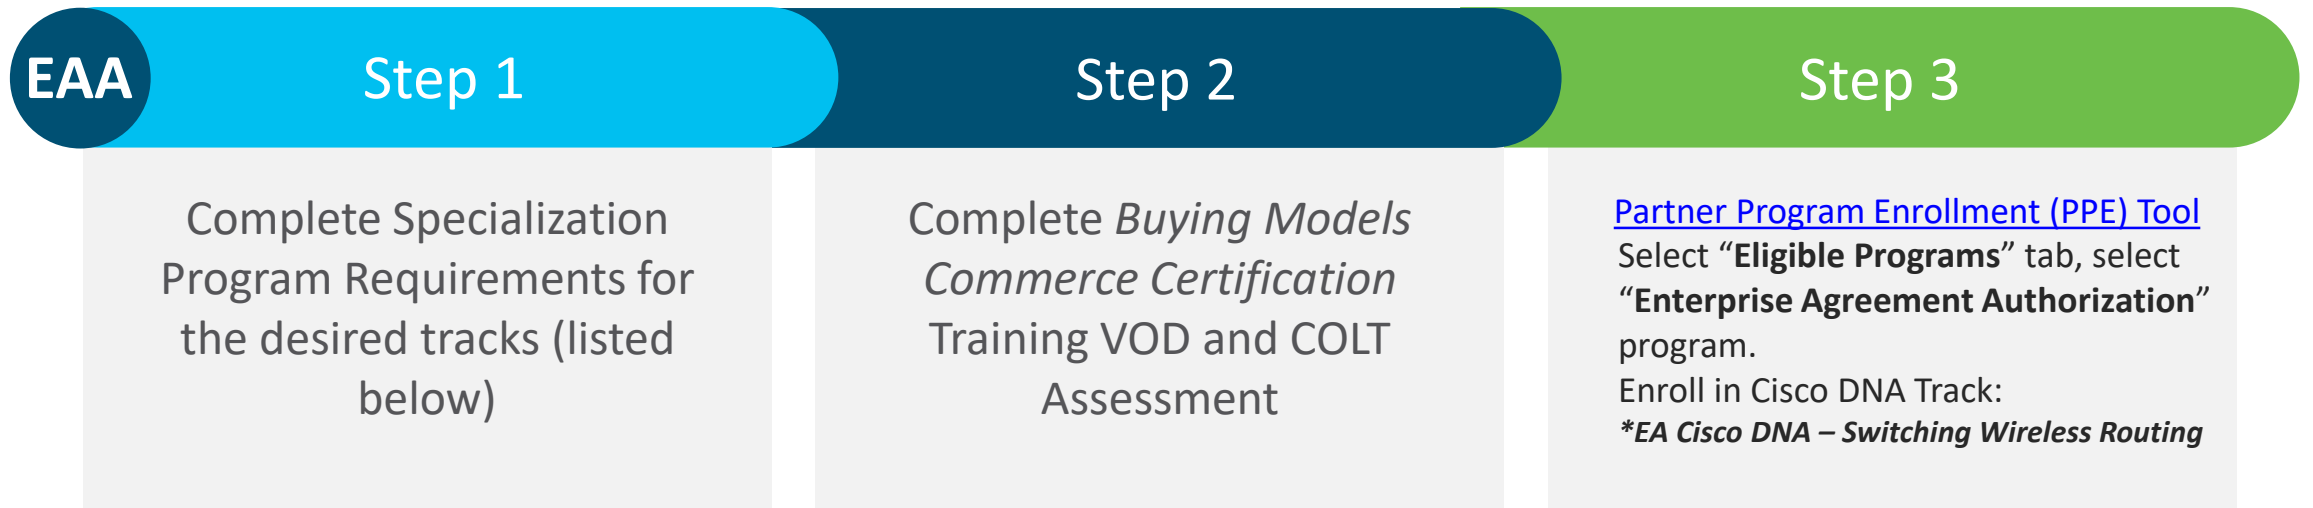 EAA
Step 1
Step 2
Step 3
Complete Specialization
Program Requirements for
the desired tracks (listed
below)
Complete Buying Models
Commerce Certification
Training VOD and COLT
Assessment
Partner Program Enrollment (PPE) Tool
Select “Eligible Programs” tab, select
“Enterprise Agreement Authorization”
program.
Enroll in Cisco DNA Track:
*EA Cisco DNA – Switching Wireless Routing